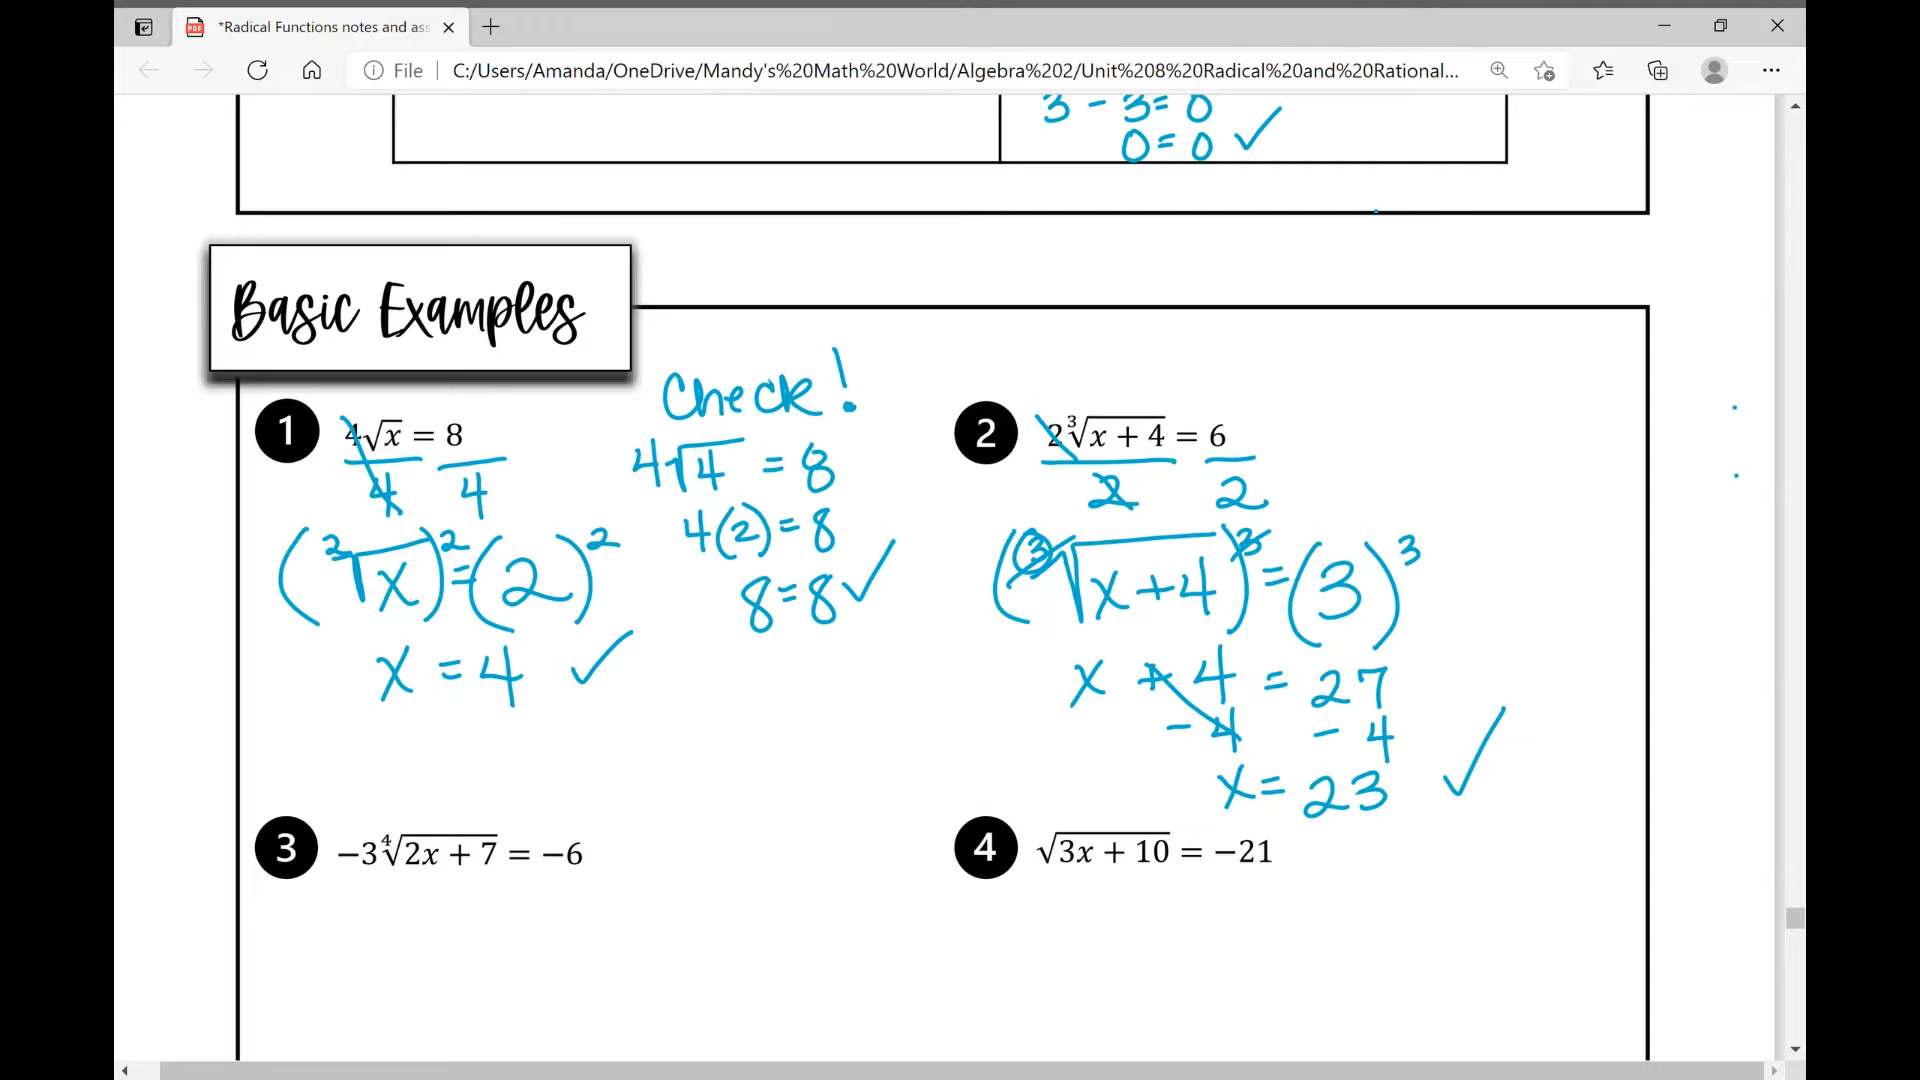 *Radical Functions notes and ass
File
C:/Users/Amanda/OneDrive/Mandy's%20Math%20World/Algebra%202/Unit%208%20Radical%20and%20Rational...
3 - 3 = 0
0 = 0 ✓
Basic Examples
1 4√x = 8
4 4
(²√x)² = (2)²
x = 4 ✓
Check!
4√4 = 8
4(2) = 8
8 = 8 ✓
2 2∛(x + 4) = 6
2 2
(∛(x + 4))³ = (3)³
x + 4 = 27
- 4 - 4
x = 23 ✓
3 −3∜(2x + 7) = −6
4 √(3x + 10) = −21